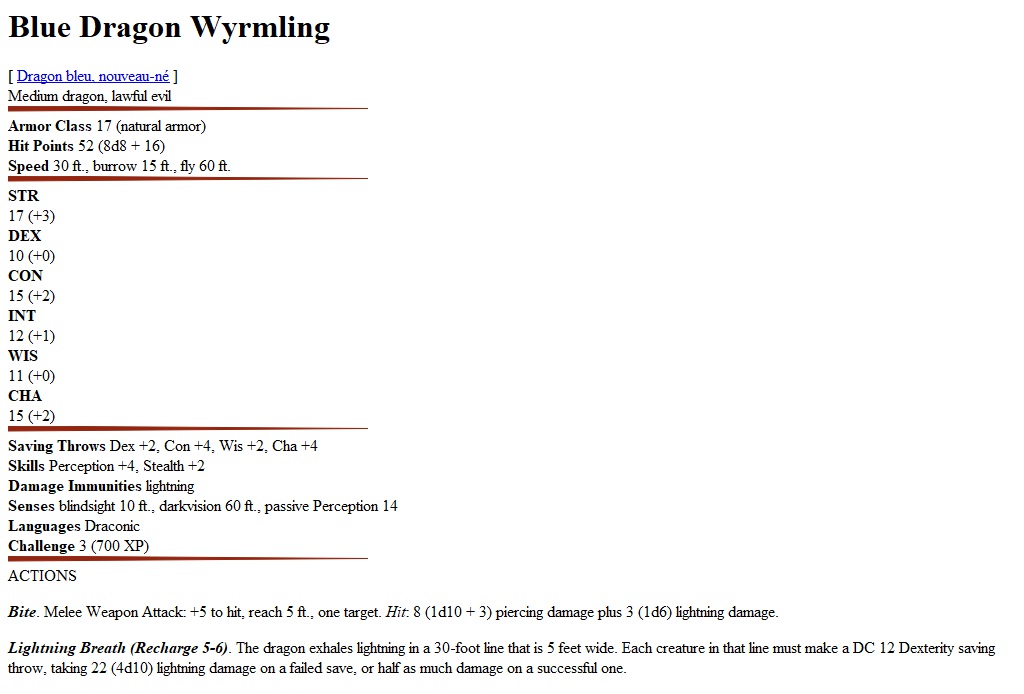 Blue Dragon Wyrmling
[ Dragon bleu, nouveau-né ]
Medium dragon, lawful evil
Armor Class 17 (natural armor)
Hit Points 52 (8d8 + 16)
Speed 30 ft., burrow 15 ft., fly 60 ft.
STR
17 (+3)
DEX
10 (+0)
CON
15 (+2)
INT
12 (+1)
WIS
11 (+0)
CHA
15 (+2)
Saving Throws Dex +2, Con +4, Wis +2, Cha +4
Skills Perception +4, Stealth +2
Damage Immunities lightning
Senses blindsight 10 ft., darkvision 60 ft., passive Perception 14
Languages Draconic
Challenge 3 (700 XP)
ACTIONS
Bite. Melee Weapon Attack: +5 to hit, reach 5 ft., one target. Hit: 8 (1d10 + 3) piercing damage plus 3 (1d6) lightning damage.
Lightning Breath (Recharge 5-6). The dragon exhales lightning in a 30-foot line that is 5 feet wide. Each creature in that line must make a DC 12 Dexterity saving
throw, taking 22 (4d10) lightning damage on a failed save, or half as much damage on a successful one.